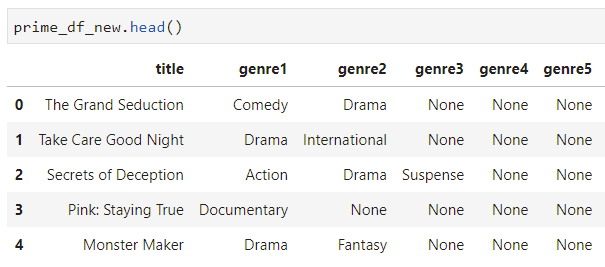 prime_df_new.head()
title genre1 genre2 genre3 genre4 genre5
0 The Grand Seduction Comedy Drama None None None
1 Take Care Good Night Drama International None None None
2 Secrets of Deception Action Drama Suspense None None
3 Pink: Staying True Documentary None None None None
4 Monster Maker Drama Fantasy None None None